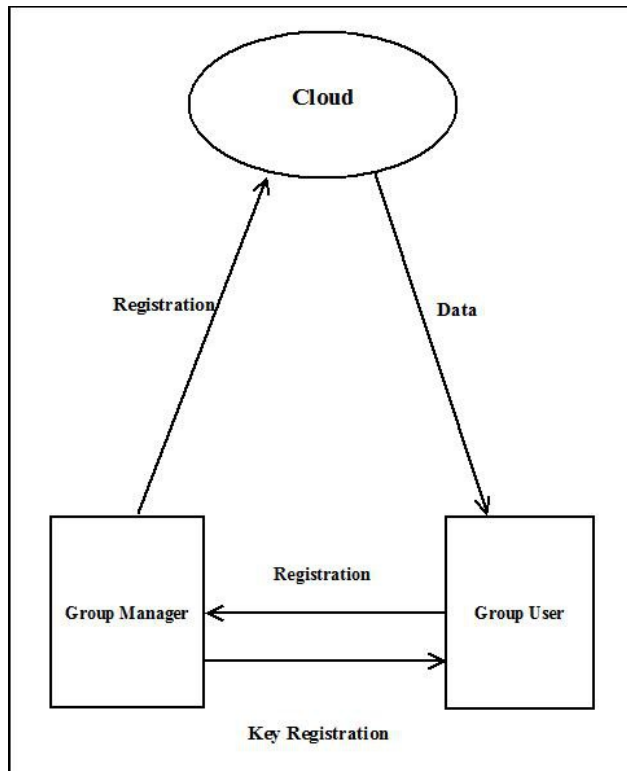 Cloud
Registration
Data
Registration
Group Manager
Group User
Key Registration